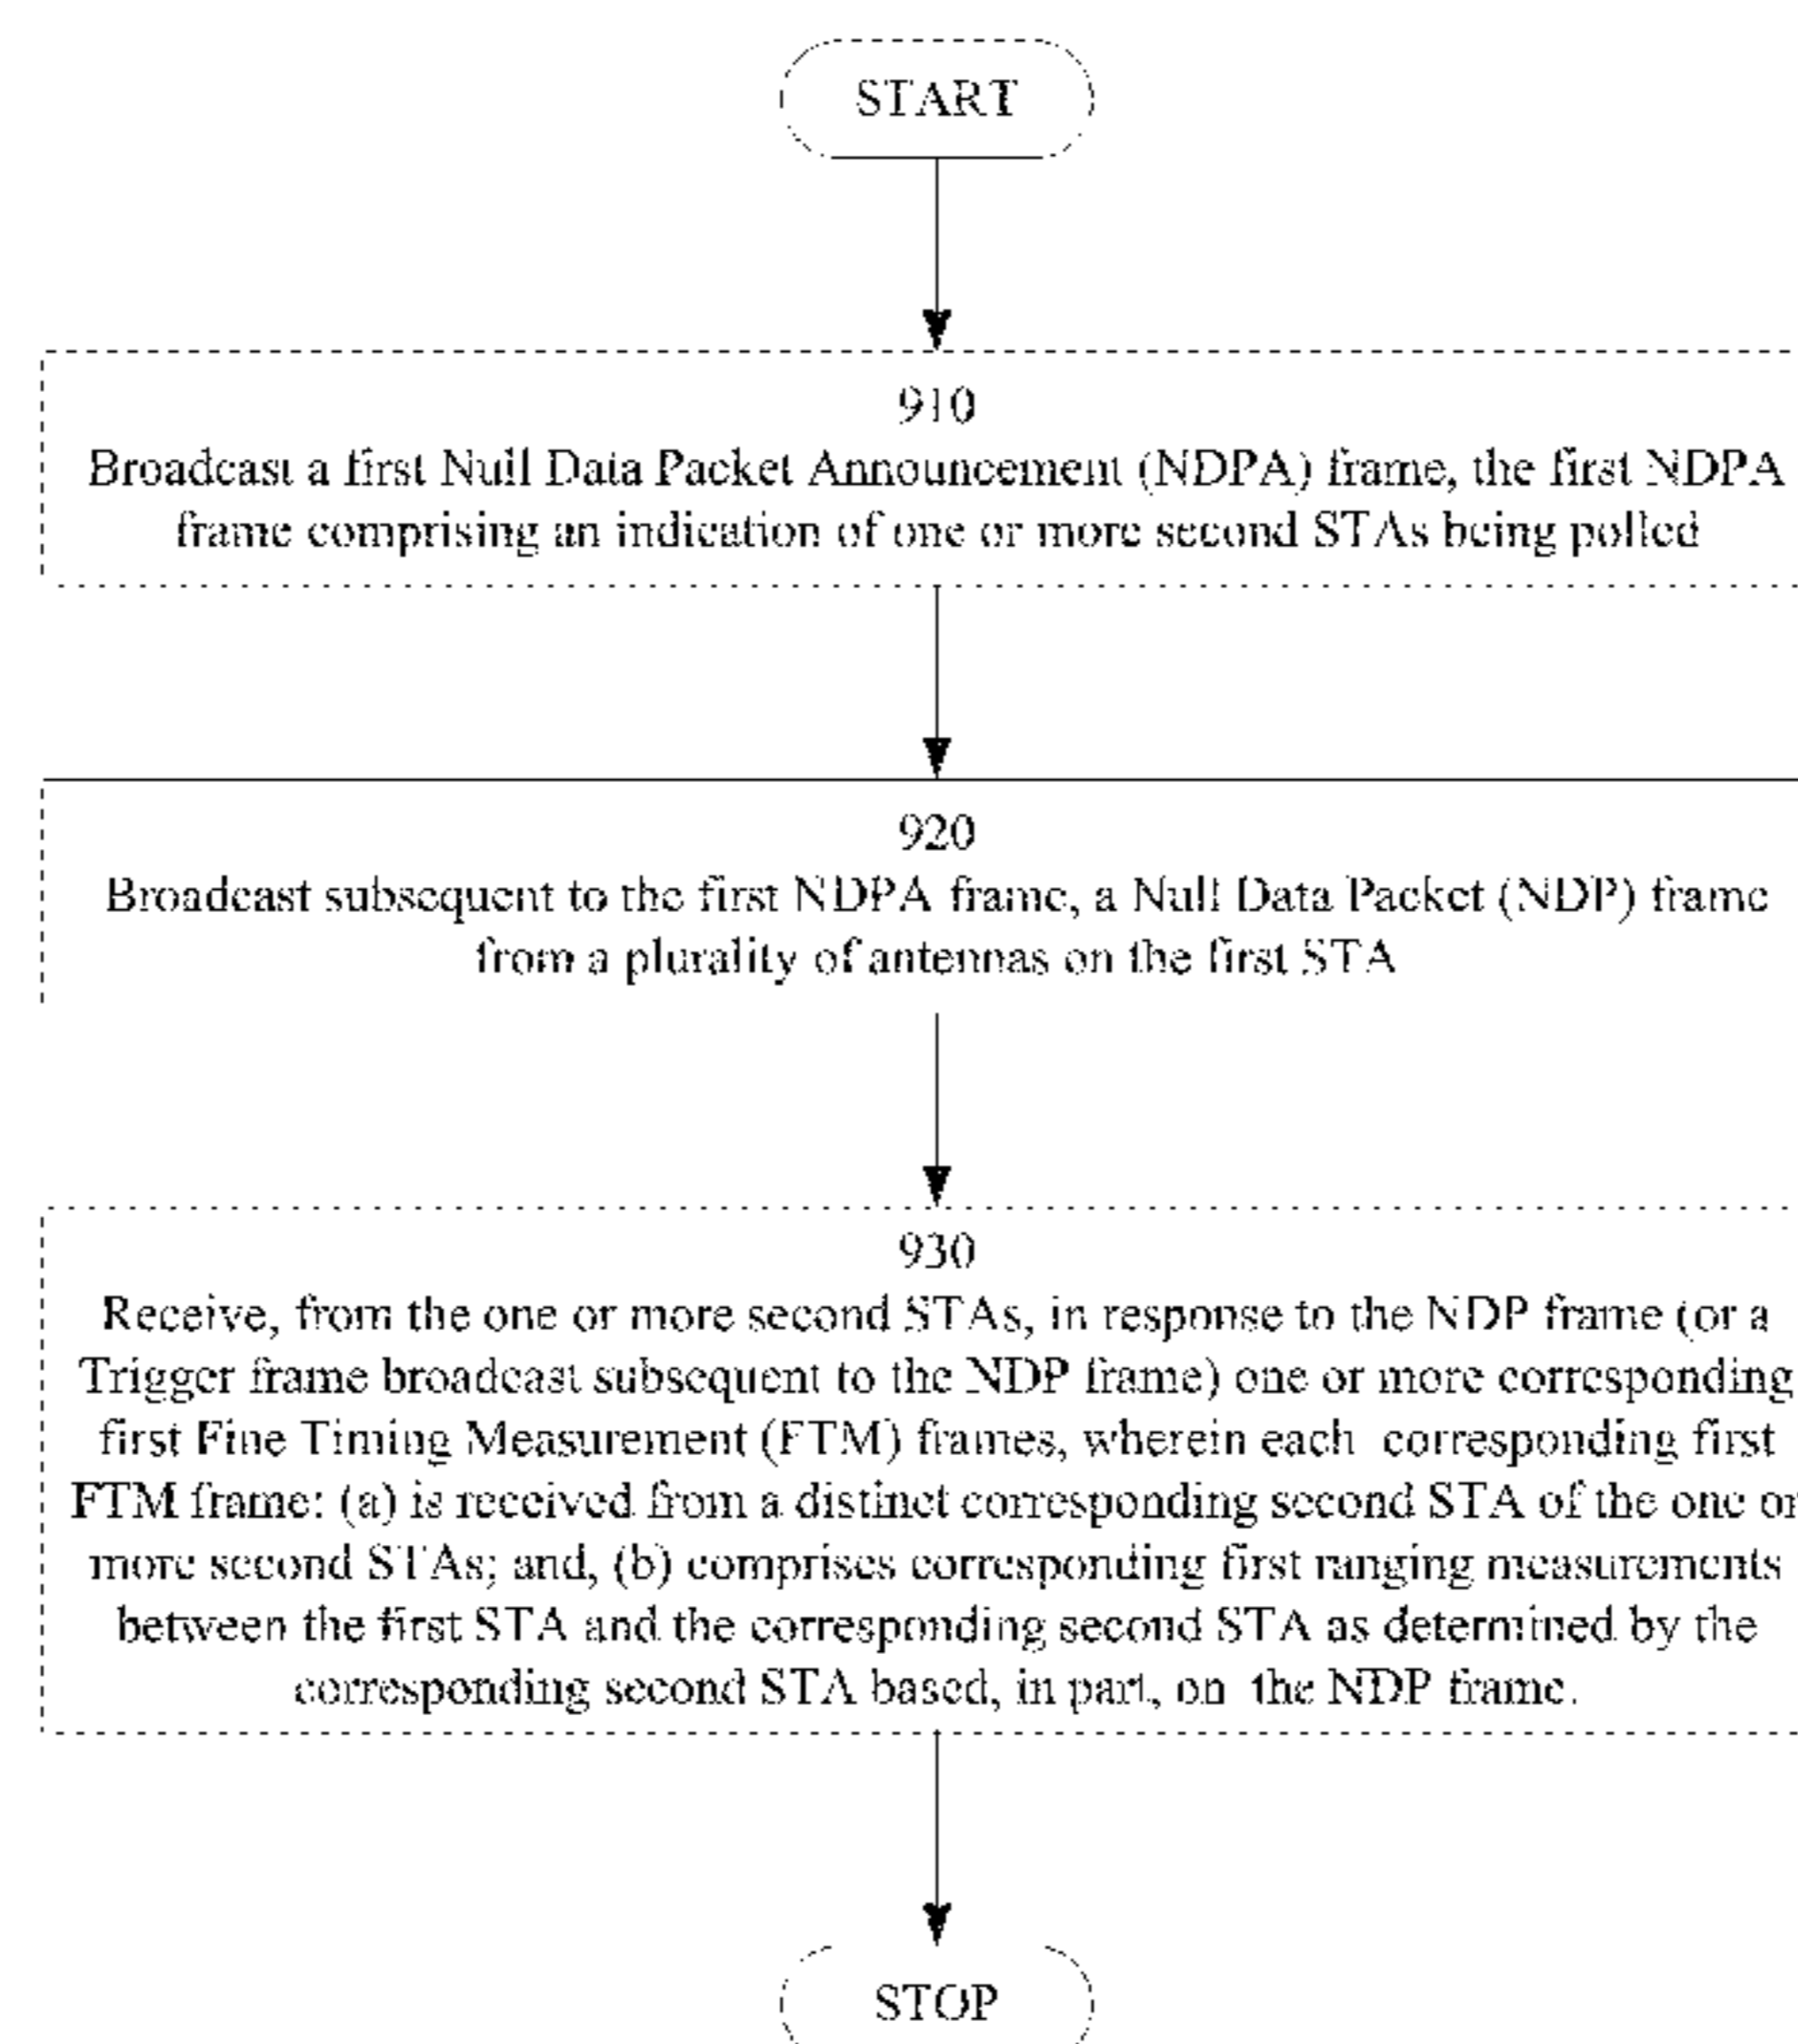 START
910
Broadcast a first Null Data Packet Announcement (NDPA) frame, the first NDPA
frame comprising an indication of one or more second STAs being polled
920
Broadcast subsequent to the first NDPA frame, a Null Data Packet (NDP) frame
from a plurality of antennas on the first STA
930
Receive, from the one or more second STAs, in response to the NDP frame (or a
Trigger frame broadcast subsequent to the NDP frame) one or more corresponding
first Fine Timing Measurement (FTM) frames, wherein each corresponding first
FTM frame: (a) is received from a distinct corresponding second STA of the one or
more second STAs; and, (b) comprises corresponding first ranging measurements
between the first STA and the corresponding second STA as determined by the
corresponding second STA based, in part, on the NDP frame.
STOP